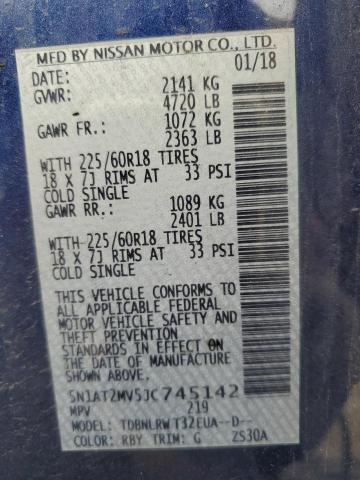 MFD BY NISSAN MOTOR CO., LTD.
DATE: 01/18
GVWR: 2141 KG
4720 LB
GAWR FR.: 1072 KG
2363 LB
WITH 225/60R18 TIRES
18 X 7J RIMS AT 33 PSI
COLD SINGLE
GAWR RR.: 1089 KG
2401 LB
WITH 225/60R18 TIRES
18 X 7J RIMS AT 33 PSI
COLD SINGLE
THIS VEHICLE CONFORMS TO
ALL APPLICABLE FEDERAL
MOTOR VEHICLE SAFETY AND
THEFT PREVENTION
STANDARDS IN EFFECT ON THE
DATE OF MANUFACTURE SHOWN
ABOVE.
5N1AT2MV5JC745142
MPV 219
MODEL: TDBNLRW T32EUA--D--
COLOR: RBY TRIM: G ZS30A